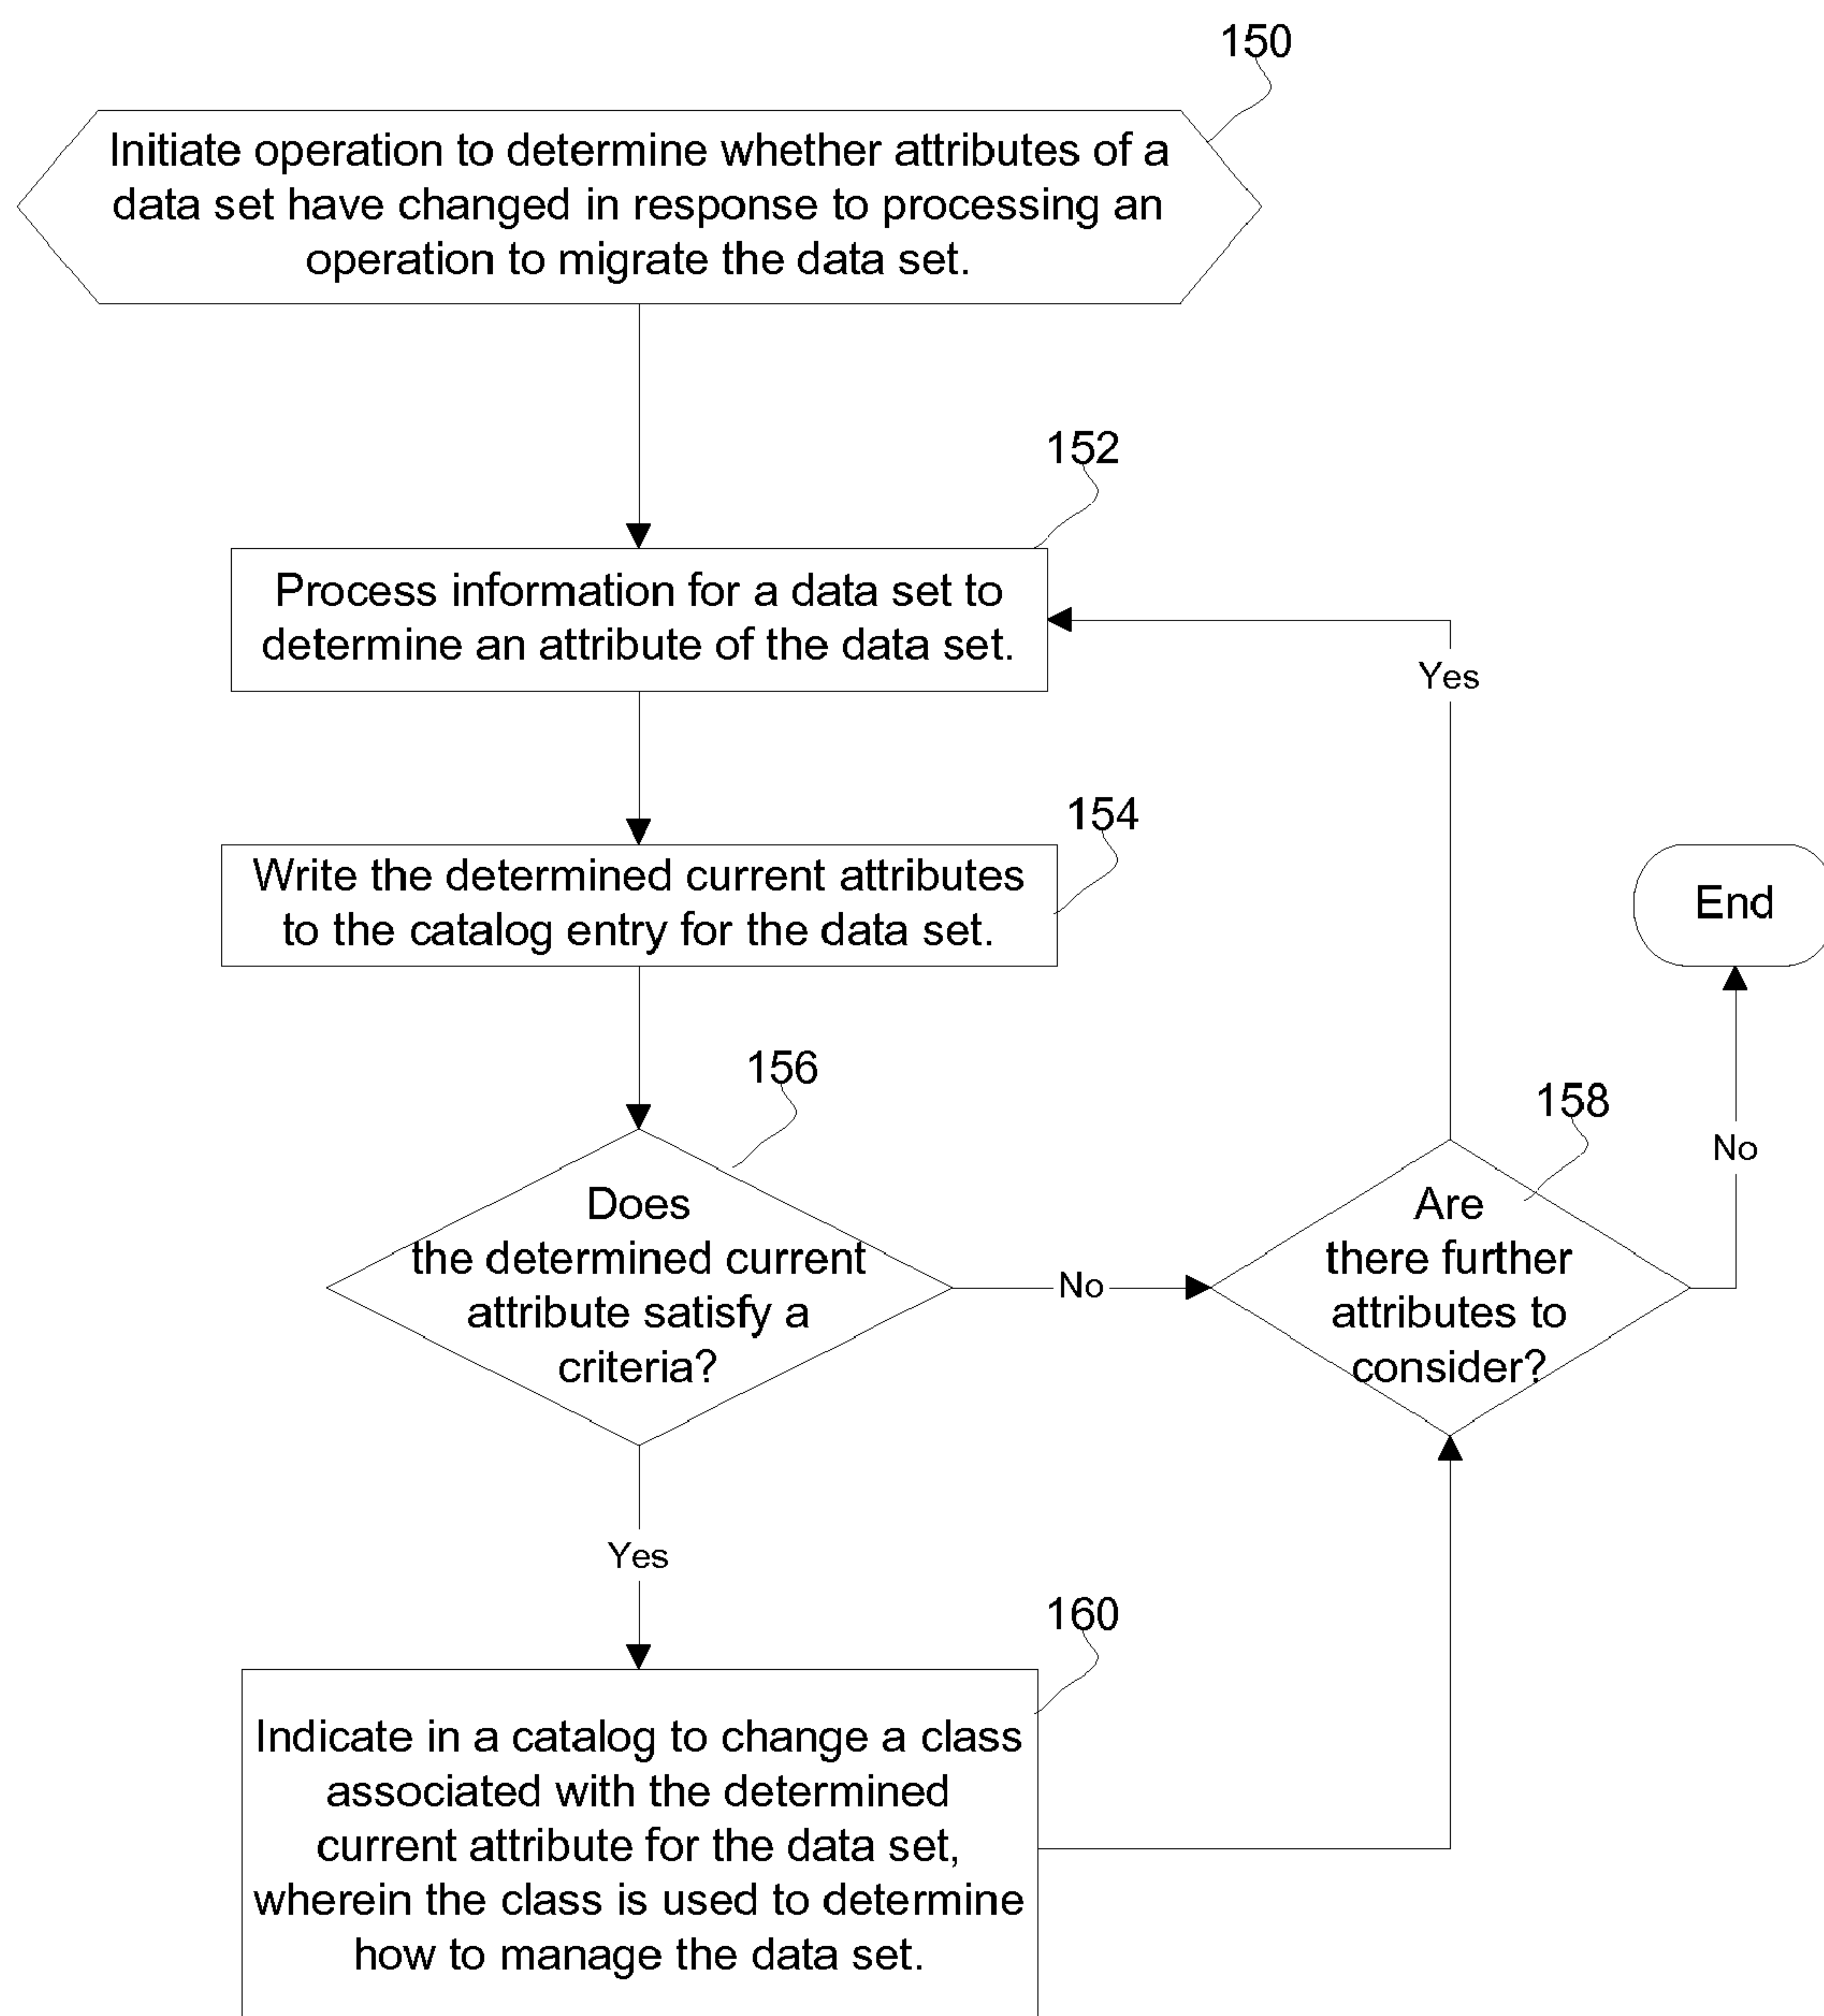 150
Initiate operation to determine whether attributes of a
data set have changed in response to processing an
operation to migrate the data set.
152
Process information for a data set to
determine an attribute of the data set.
Yes
154
Write the determined current attributes
to the catalog entry for the data set.
End
156
Does
the determined current
attribute satisfy a
criteria?
No
158
Are
there further
attributes to
consider?
No
Yes
160
Indicate in a catalog to change a class
associated with the determined
current attribute for the data set,
wherein the class is used to determine
how to manage the data set.